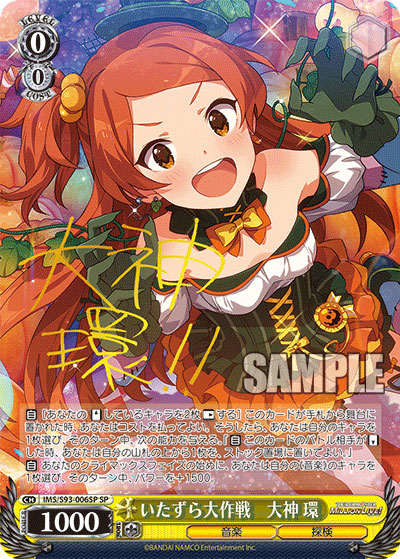 LEVEL
0
0
COST
大神
環!!
SAMPLE
自 [あなたの しているキャラを2枚 する] このカードが手札から舞台に
置かれた時、あなたはコストを払ってよい。そうしたら、あなたは自分のキャラを
1枚選び、そのターン中、次の能力を与える。『自 このカードのバトル相手が
した時、あなたは自分の山札の上から1枚を、ストック置場に置いてよい。』
自 あなたのクライマックスフェイズの始めに、あなたは自分の《音楽》のキャラを
1枚選び、そのターン中、パワーを+1500。
CH IMS/S93-006SP SP
POWER
1000
SOUL
いたずら大作戦 大神 環
THE IDOLM@STER MILLION LIVE!
音楽 探検
©BANDAI NAMCO Entertainment Inc.